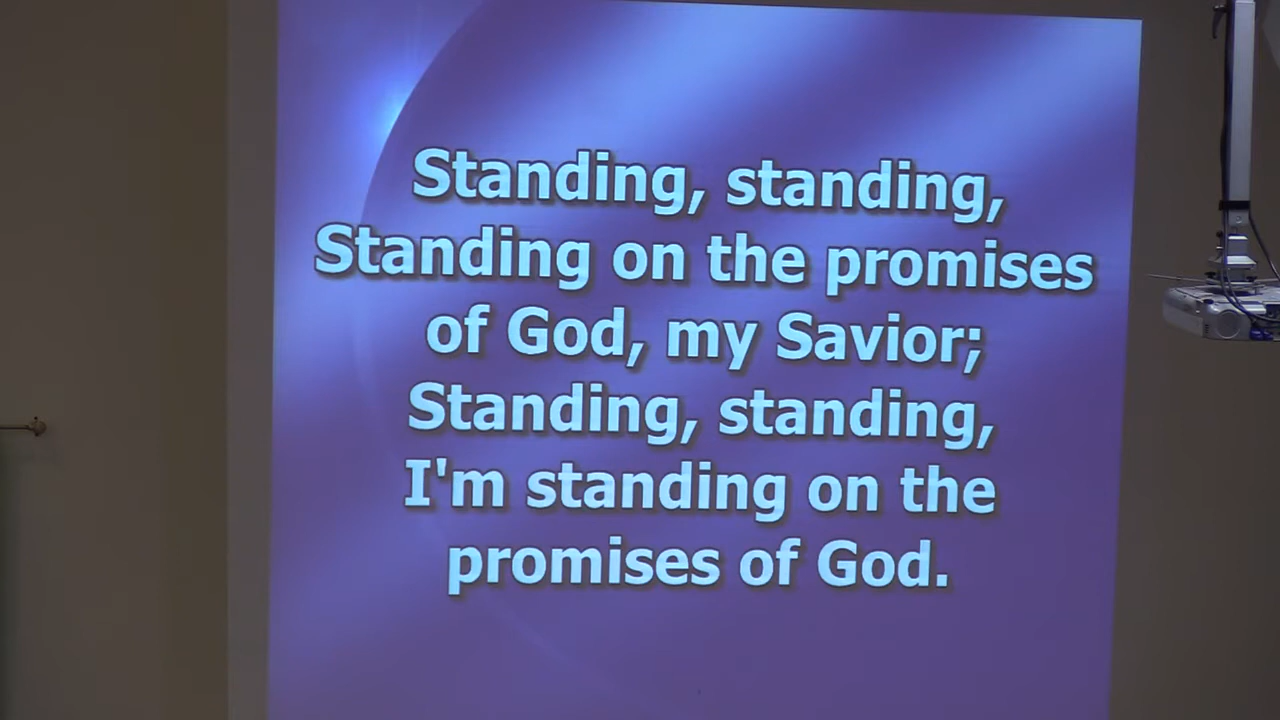 Standing, standing,
Standing on the promises
of God, my Savior;
Standing, standing,
I'm standing on the
promises of God.